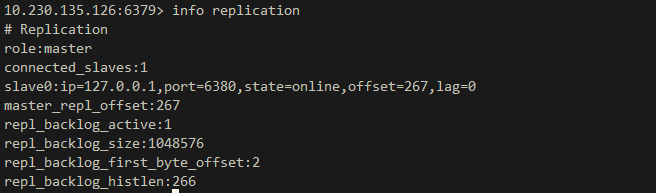 10.230.135.126:6379> info replication
# Replication
role:master
connected_slaves:1
slave0:ip=127.0.0.1,port=6380,state=online,offset=267,lag=0
master_repl_offset:267
repl_backlog_active:1
repl_backlog_size:1048576
repl_backlog_first_byte_offset:2
repl_backlog_histlen:266